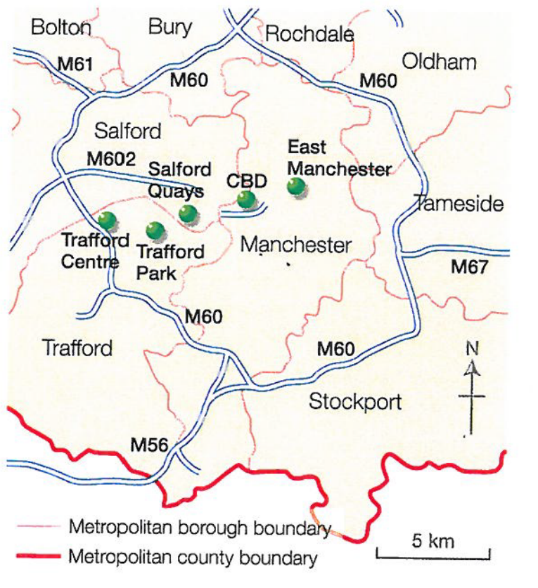 Bolton
Bury
Rochdale
M61
M60
M60
Oldham
Salford
M602
Salford
Quays
CBD
East
Manchester
Tameside
Trafford
Centre
Trafford
Park
Manchester
M67
M60
Trafford
M60
N
Stockport
M56
Metropolitan borough boundary
Metropolitan county boundary
5 km